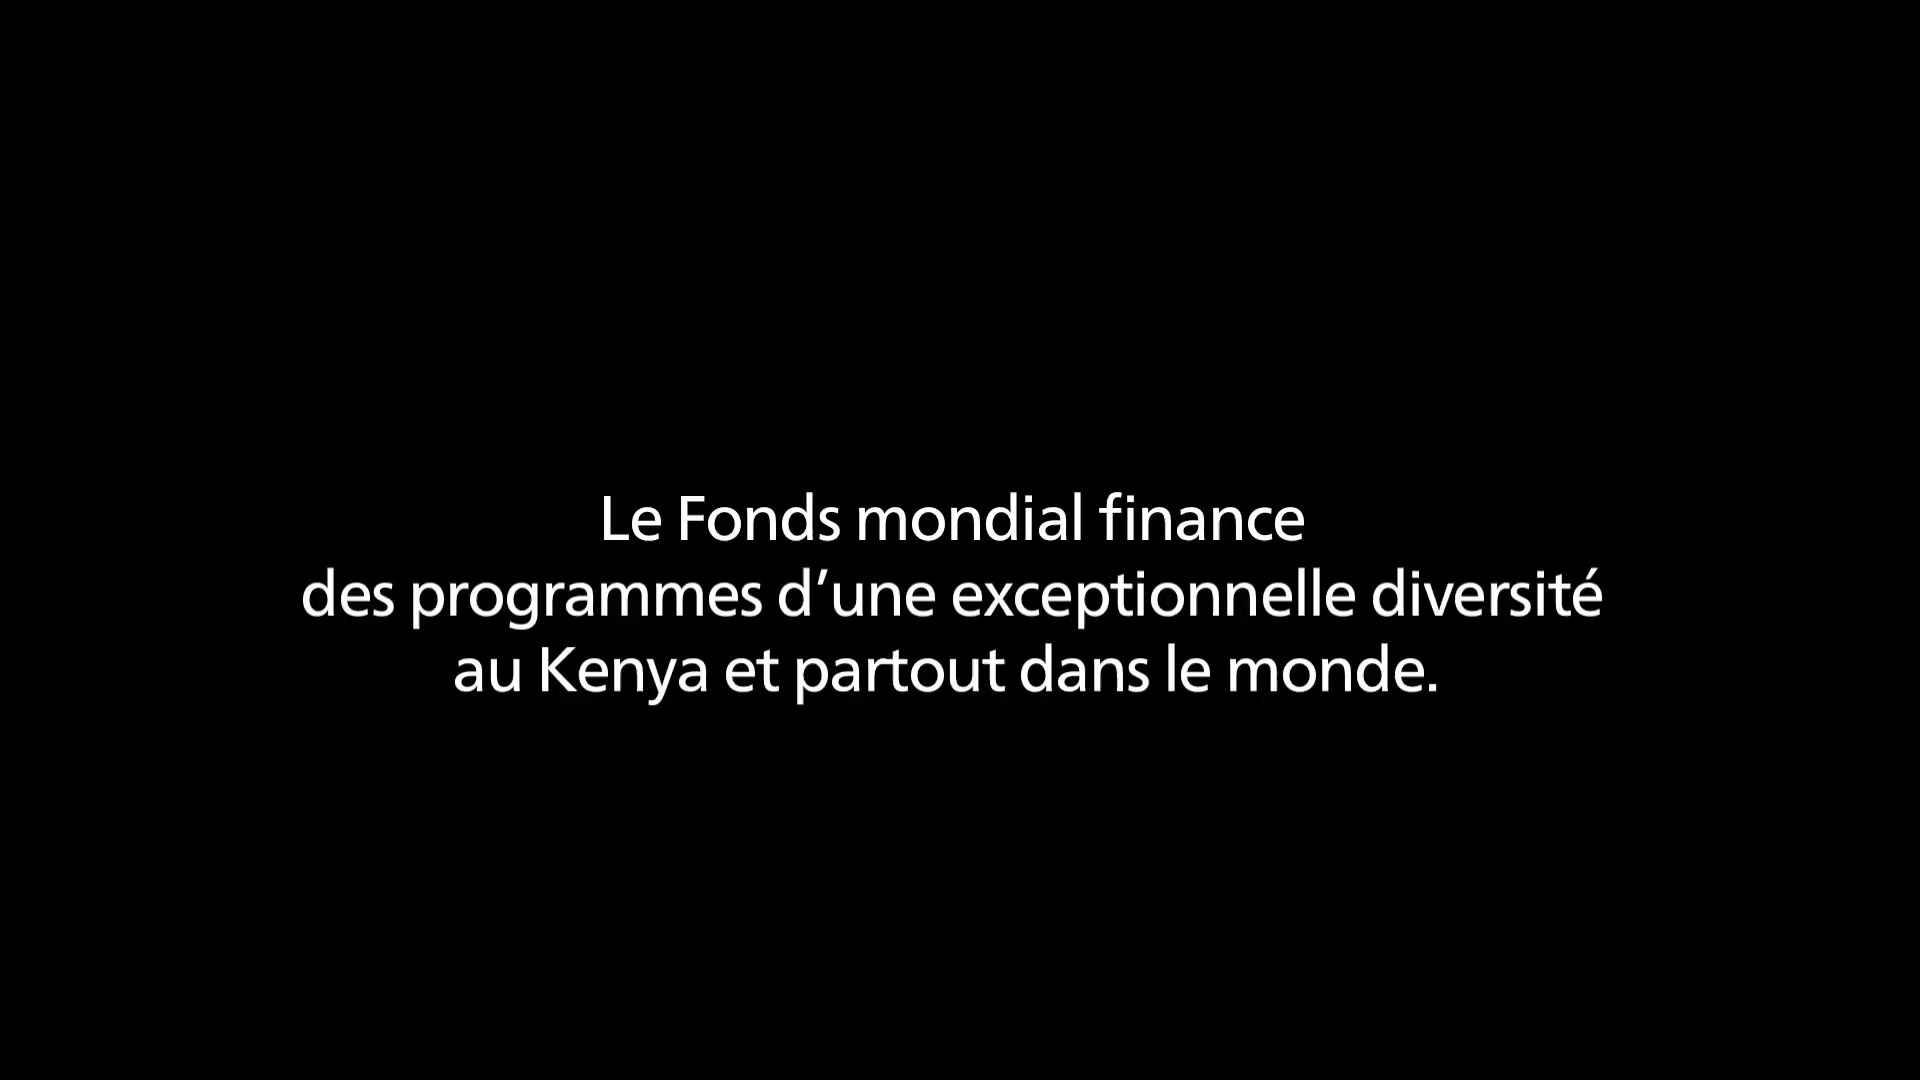 Le Fonds mondial finance
des programmes d’une exceptionnelle diversité
au Kenya et partout dans le monde.